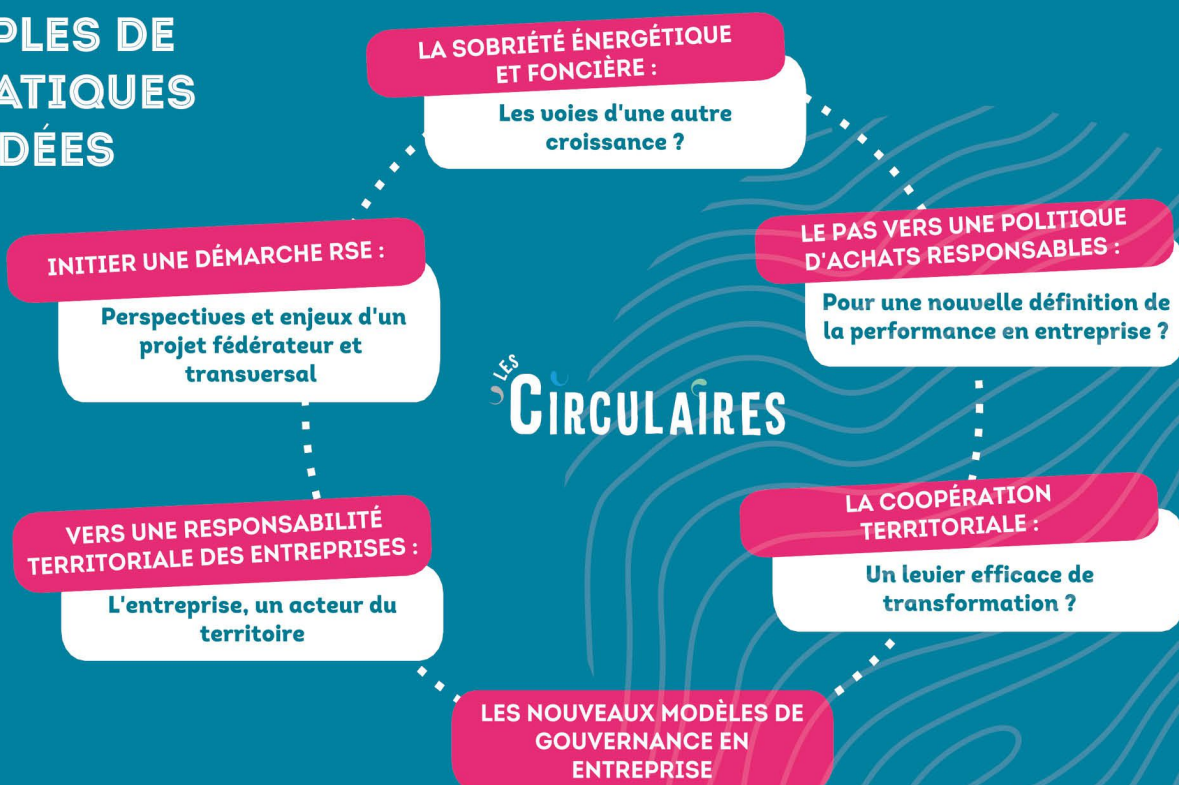 PLES DE
ATIQUES
DÉES
LA SOBRIÉTÉ ÉNERGÉTIQUE
ET FONCIÈRE :
Les voies d'une autre
croissance ?
LE PAS VERS UNE POLITIQUE
D'ACHATS RESPONSABLES :
Pour une nouvelle définition de
la performance en entreprise ?
INITIER UNE DÉMARCHE RSE :
Perspectives et enjeux d'un
projet fédérateur et
transversal
LES
CIRCULAIRES
LA COOPÉRATION
TERRITORIALE :
Un levier efficace de
transformation ?
VERS UNE RESPONSABILITÉ
TERRITORIALE DES ENTREPRISES :
L'entreprise, un acteur du
territoire
LES NOUVEAUX MODÈLES DE
GOUVERNANCE EN
ENTREPRISE